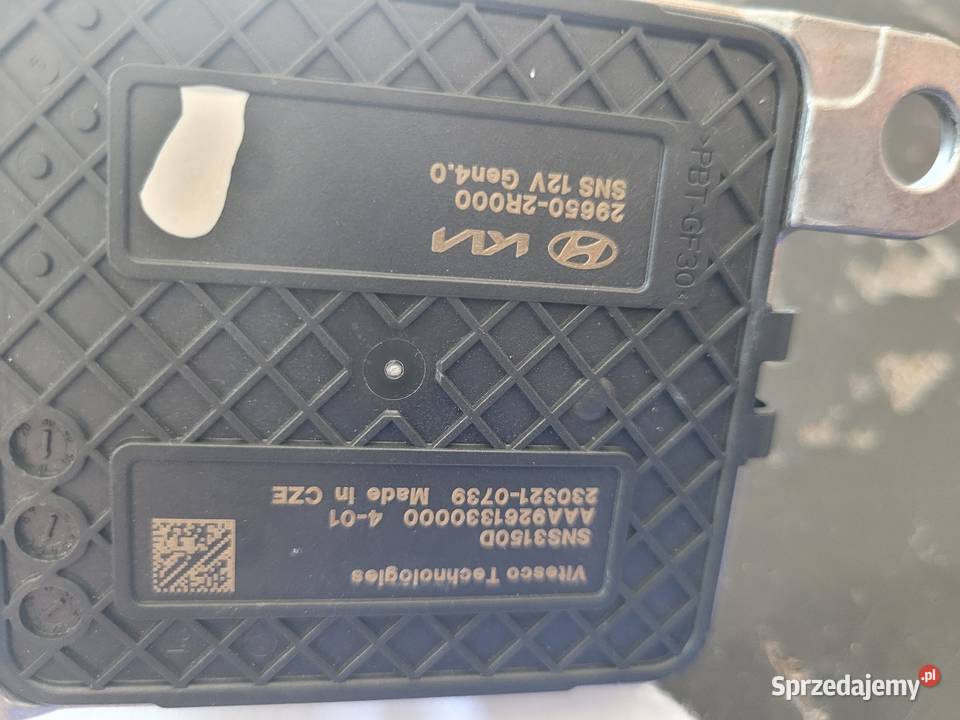 KIA
29650-2R000
SNS 12V Gen4.0
>PBT-GF30<
Vitesco Technologies
SNS3150D
AAA9261330000 4-01
230321-0739 Made in CZE
Sprzedajemy.pl